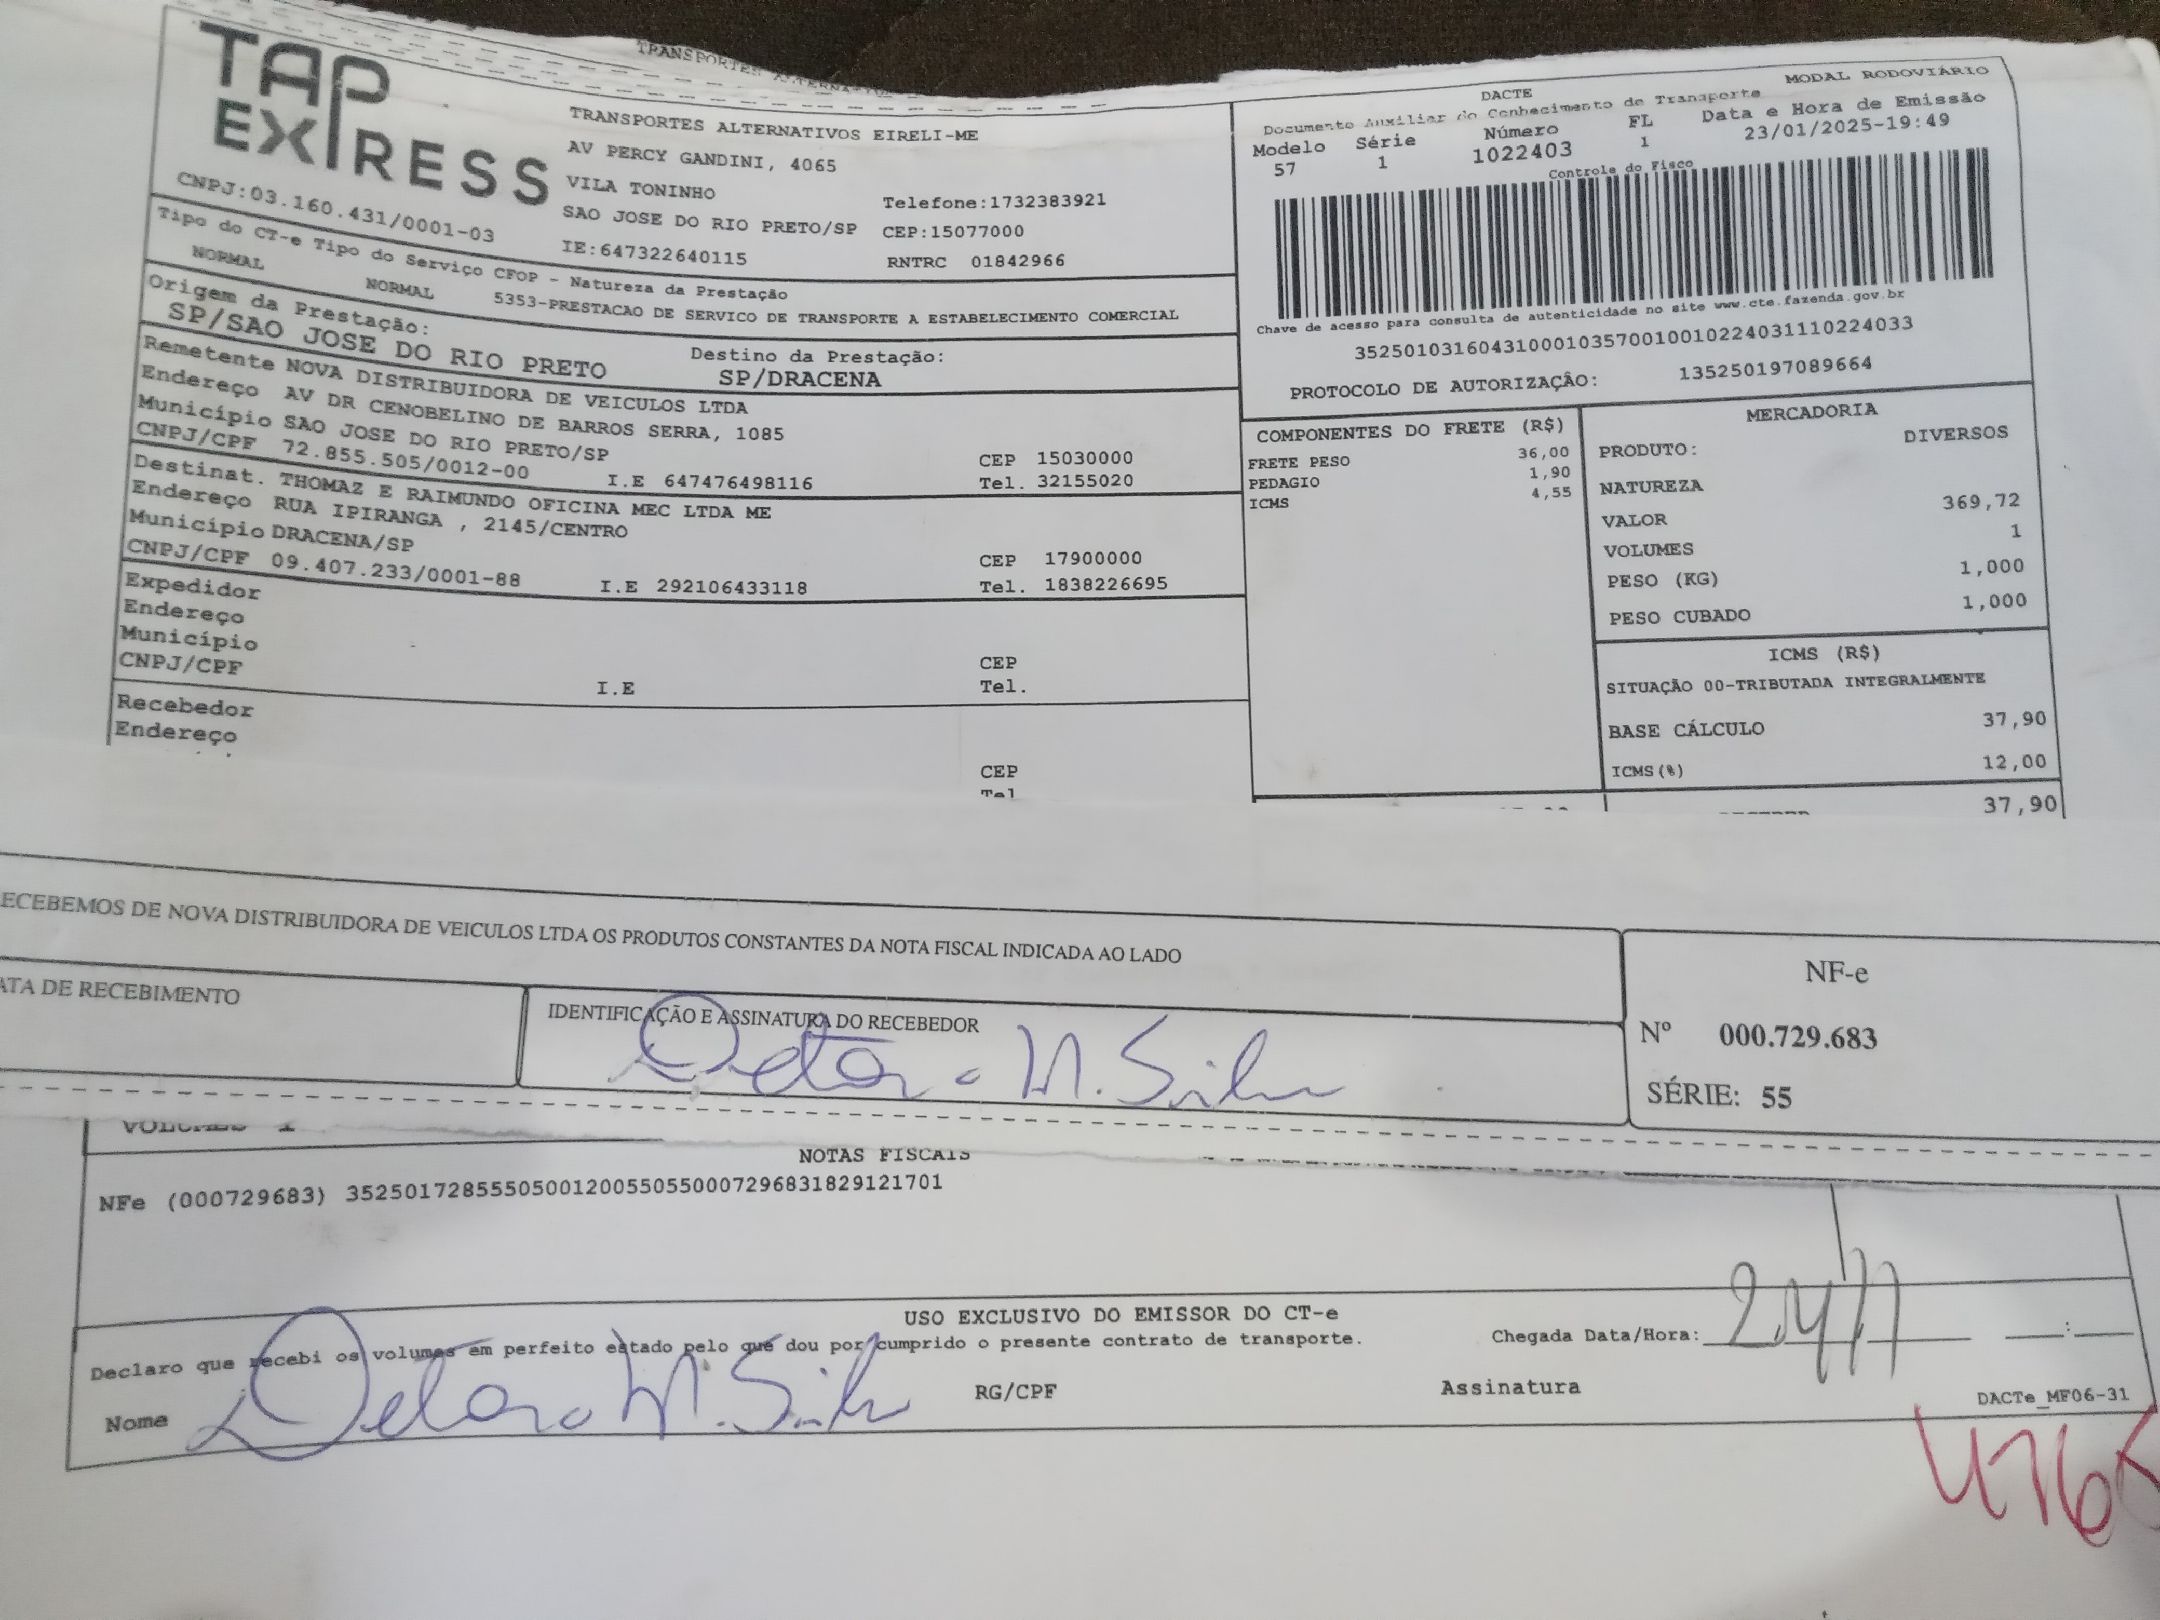 TRANSPORTES ALTERNATIVOS
TAP
EXPRESS
CNPJ:03.160.431/0001-03
TRANSPORTES ALTERNATIVOS EIRELI-ME
AV PERCY GANDINI, 4065
VILA TONINHO
Telefone:1732383921
SAO JOSE DO RIO PRETO/SP CEP:15077000
IE:647322640115
RNTRC 01842966
DACTE
MODAL RODOVIÁRIO
Documento Auxiliar do Conhecimento de Transporte
Modelo Série Número FL Data e Hora de Emissão
57 1 1022403 1 23/01/2025-19:49
Controle do Fisco
Chave de acesso para consulta de autenticidade no site www.cte.fazenda.gov.br
35250103160431000103570010010224031110224033
PROTOCOLO DE AUTORIZAÇÃO: 135250197089664
Tipo do CT-e Tipo do Serviço CFOP - Natureza da Prestação
NORMAL NORMAL 5353-PRESTACAO DE SERVICO DE TRANSPORTE A ESTABELECIMENTO COMERCIAL
Origem da Prestação:
SP/SAO JOSE DO RIO PRETO
Destino da Prestação:
SP/DRACENA
Remetente NOVA DISTRIBUIDORA DE VEICULOS LTDA
Endereço AV DR CENOBELINO DE BARROS SERRA, 1085
Município SAO JOSE DO RIO PRETO/SP CEP 15030000
CNPJ/CPF 72.855.505/0012-00 I.E 647476498116 Tel. 32155020
Destinat. THOMAZ E RAIMUNDO OFICINA MEC LTDA ME
Endereço RUA IPIRANGA , 2145/CENTRO
Município DRACENA/SP CEP 17900000
CNPJ/CPF 09.407.233/0001-88 I.E 292106433118 Tel. 1838226695
Expedidor
Endereço
Município CEP
CNPJ/CPF I.E Tel.
Recebedor
Endereço
CEP
Tel
COMPONENTES DO FRETE (R$)
FRETE PESO 36,00
PEDAGIO 1,90
ICMS 4,55
MERCADORIA
PRODUTO: DIVERSOS
NATUREZA
VALOR 369,72
VOLUMES 1
PESO (KG) 1,000
PESO CUBADO 1,000
ICMS (R$)
SITUAÇÃO 00-TRIBUTADA INTEGRALMENTE
BASE CÁLCULO 37,90
ICMS(%) 12,00
37,90
ECEBEMOS DE NOVA DISTRIBUIDORA DE VEICULOS LTDA OS PRODUTOS CONSTANTES DA NOTA FISCAL INDICADA AO LADO
ATA DE RECEBIMENTO
IDENTIFICAÇÃO E ASSINATURA DO RECEBEDOR
NF-e
Nº 000.729.683
SÉRIE: 55
M. Silva
VOLUMES 1
NOTAS FISCAIS
NFe (000729683) 35250172855505001200550550007296831829121701
USO EXCLUSIVO DO EMISSOR DO CT-e
Declaro que recebi os volumes em perfeito estado pelo que dou por cumprido o presente contrato de transporte.
Chegada Data/Hora: 24/1 :
Nome M. Silva RG/CPF Assinatura
DACTe_MF06-31